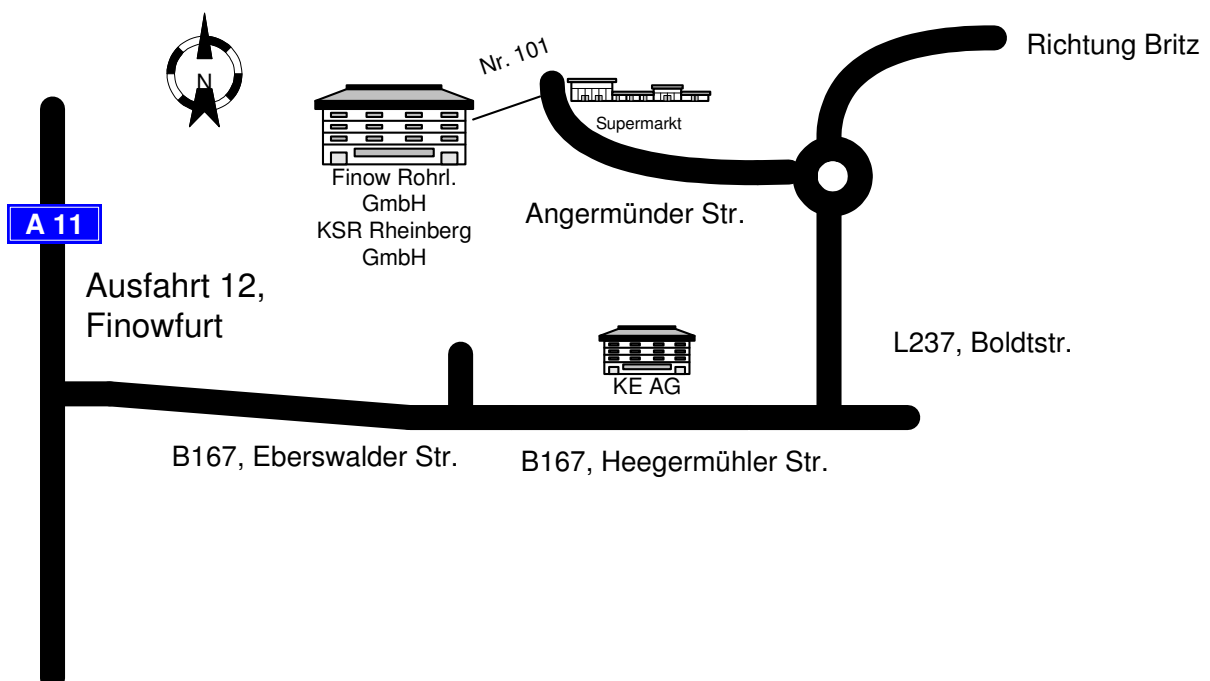 Richtung Britz
Nr. 101
N
Supermarkt
Finow Rohrl.
GmbH
KSR Rheinberg
GmbH
Angermünder Str.
A 11
Ausfahrt 12,
Finowfurt
L237, Boldtstr.
KE AG
B167, Eberswalder Str.
B167, Heegermühler Str.